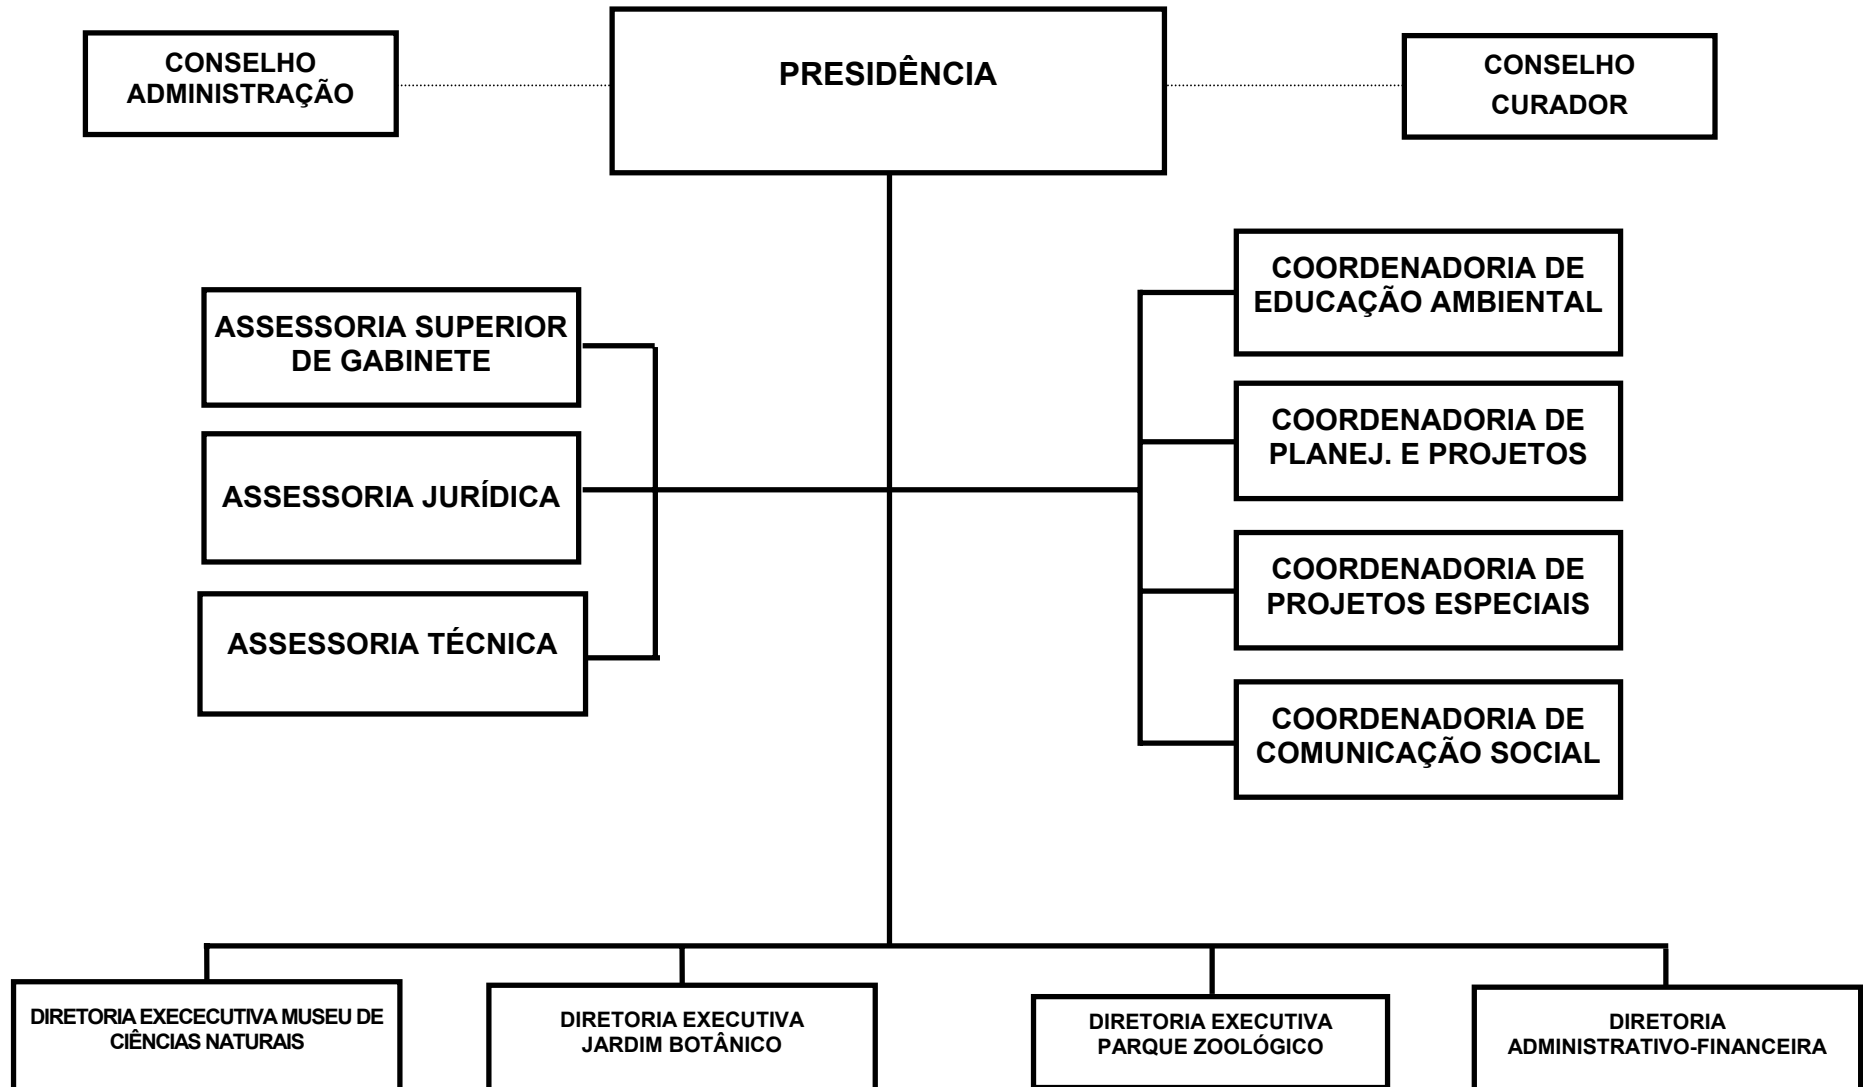 CONSELHO
ADMINISTRAÇÃO
PRESIDÊNCIA
CONSELHO
CURADOR
ASSESSORIA SUPERIOR
DE GABINETE
ASSESSORIA JURÍDICA
ASSESSORIA TÉCNICA
COORDENADORIA DE
EDUCAÇÃO AMBIENTAL
COORDENADORIA DE
PLANEJ. E PROJETOS
COORDENADORIA DE
PROJETOS ESPECIAIS
COORDENADORIA DE
COMUNICAÇÃO SOCIAL
DIRETORIA EXECECUTIVA MUSEU DE
CIÊNCIAS NATURAIS
DIRETORIA EXECUTIVA
JARDIM BOTÂNICO
DIRETORIA EXECUTIVA
PARQUE ZOOLÓGICO
DIRETORIA
ADMINISTRATIVO-FINANCEIRA